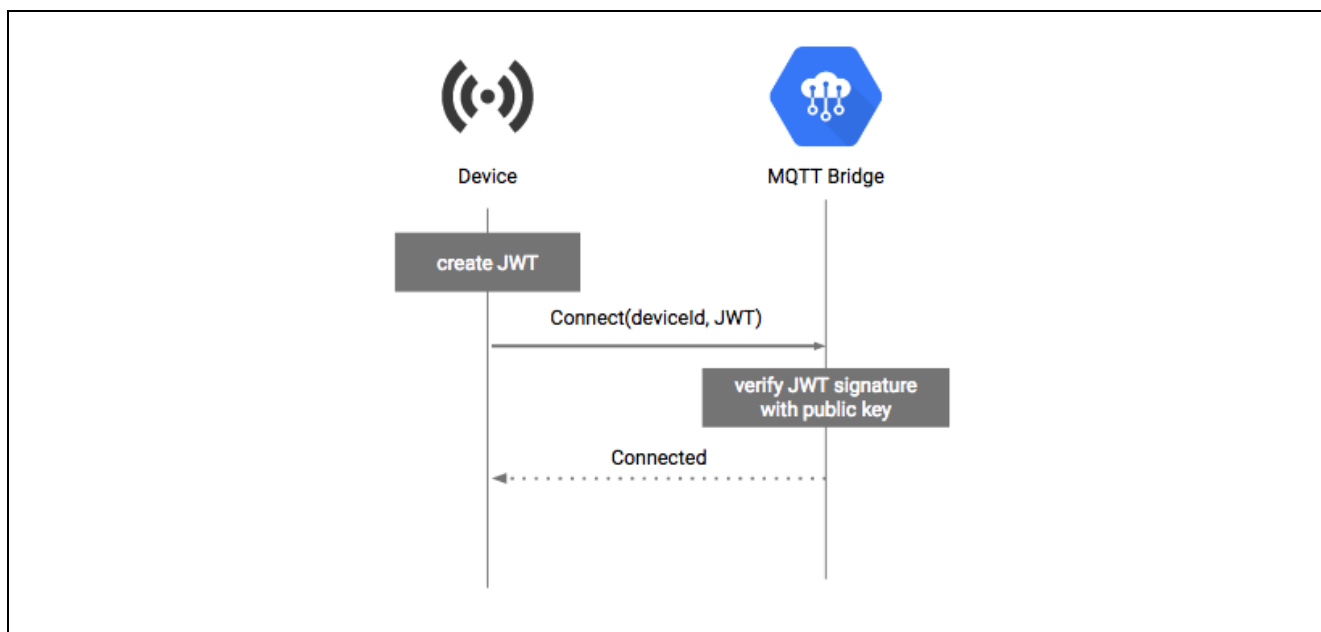 Device
MQTT Bridge
create JWT
Connect(deviceId, JWT)
verify JWT signature
with public key
Connected